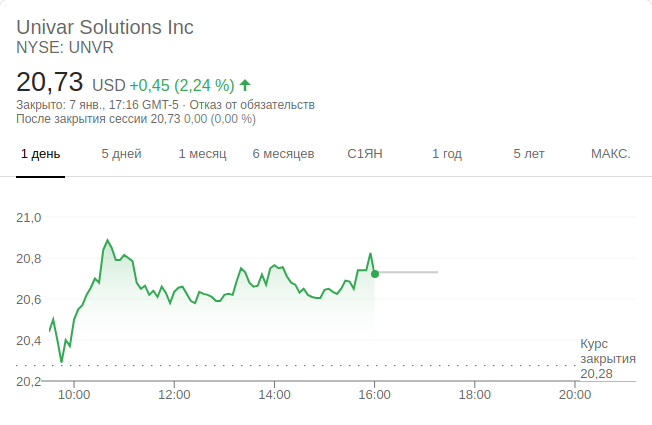 Univar Solutions Inc
NYSE: UNVR
20,73 USD +0,45 (2,24 %)
Закрыто: 7 янв., 17:16 GMT-5 · Отказ от обязательств
После закрытия сессии 20,73 0,00 (0,00 %)
1 день 5 дней 1 месяц 6 месяцев С1ЯН 1 год 5 лет МАКС.
21,0
20,8
20,6
20,4
20,2
Курс
закрытия
20,28
10:00 12:00 14:00 16:00 18:00 20:00